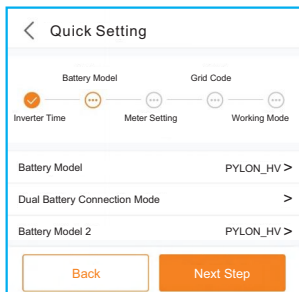 Quick Setting
Battery Model Grid Code
Inverter Time Meter Setting Working Mode
Battery Model PYLON_HV >
Dual Battery Connection Mode >
Battery Model 2 PYLON_HV >
Back Next Step